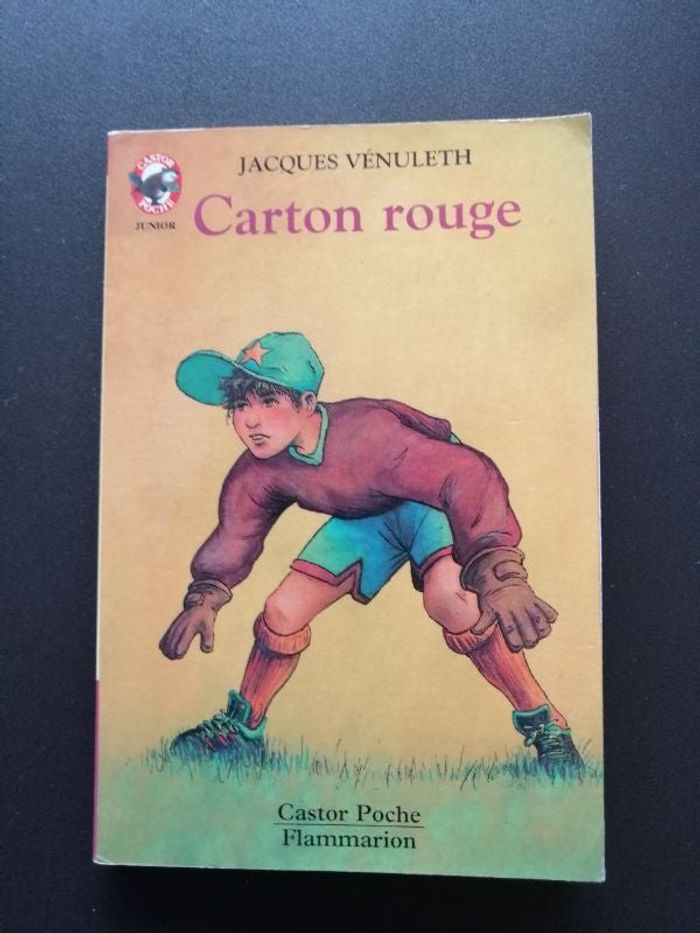 CASTOR
POCHE
JUNIOR
JACQUES VÉNULETH
Carton rouge
Castor Poche
Flammarion